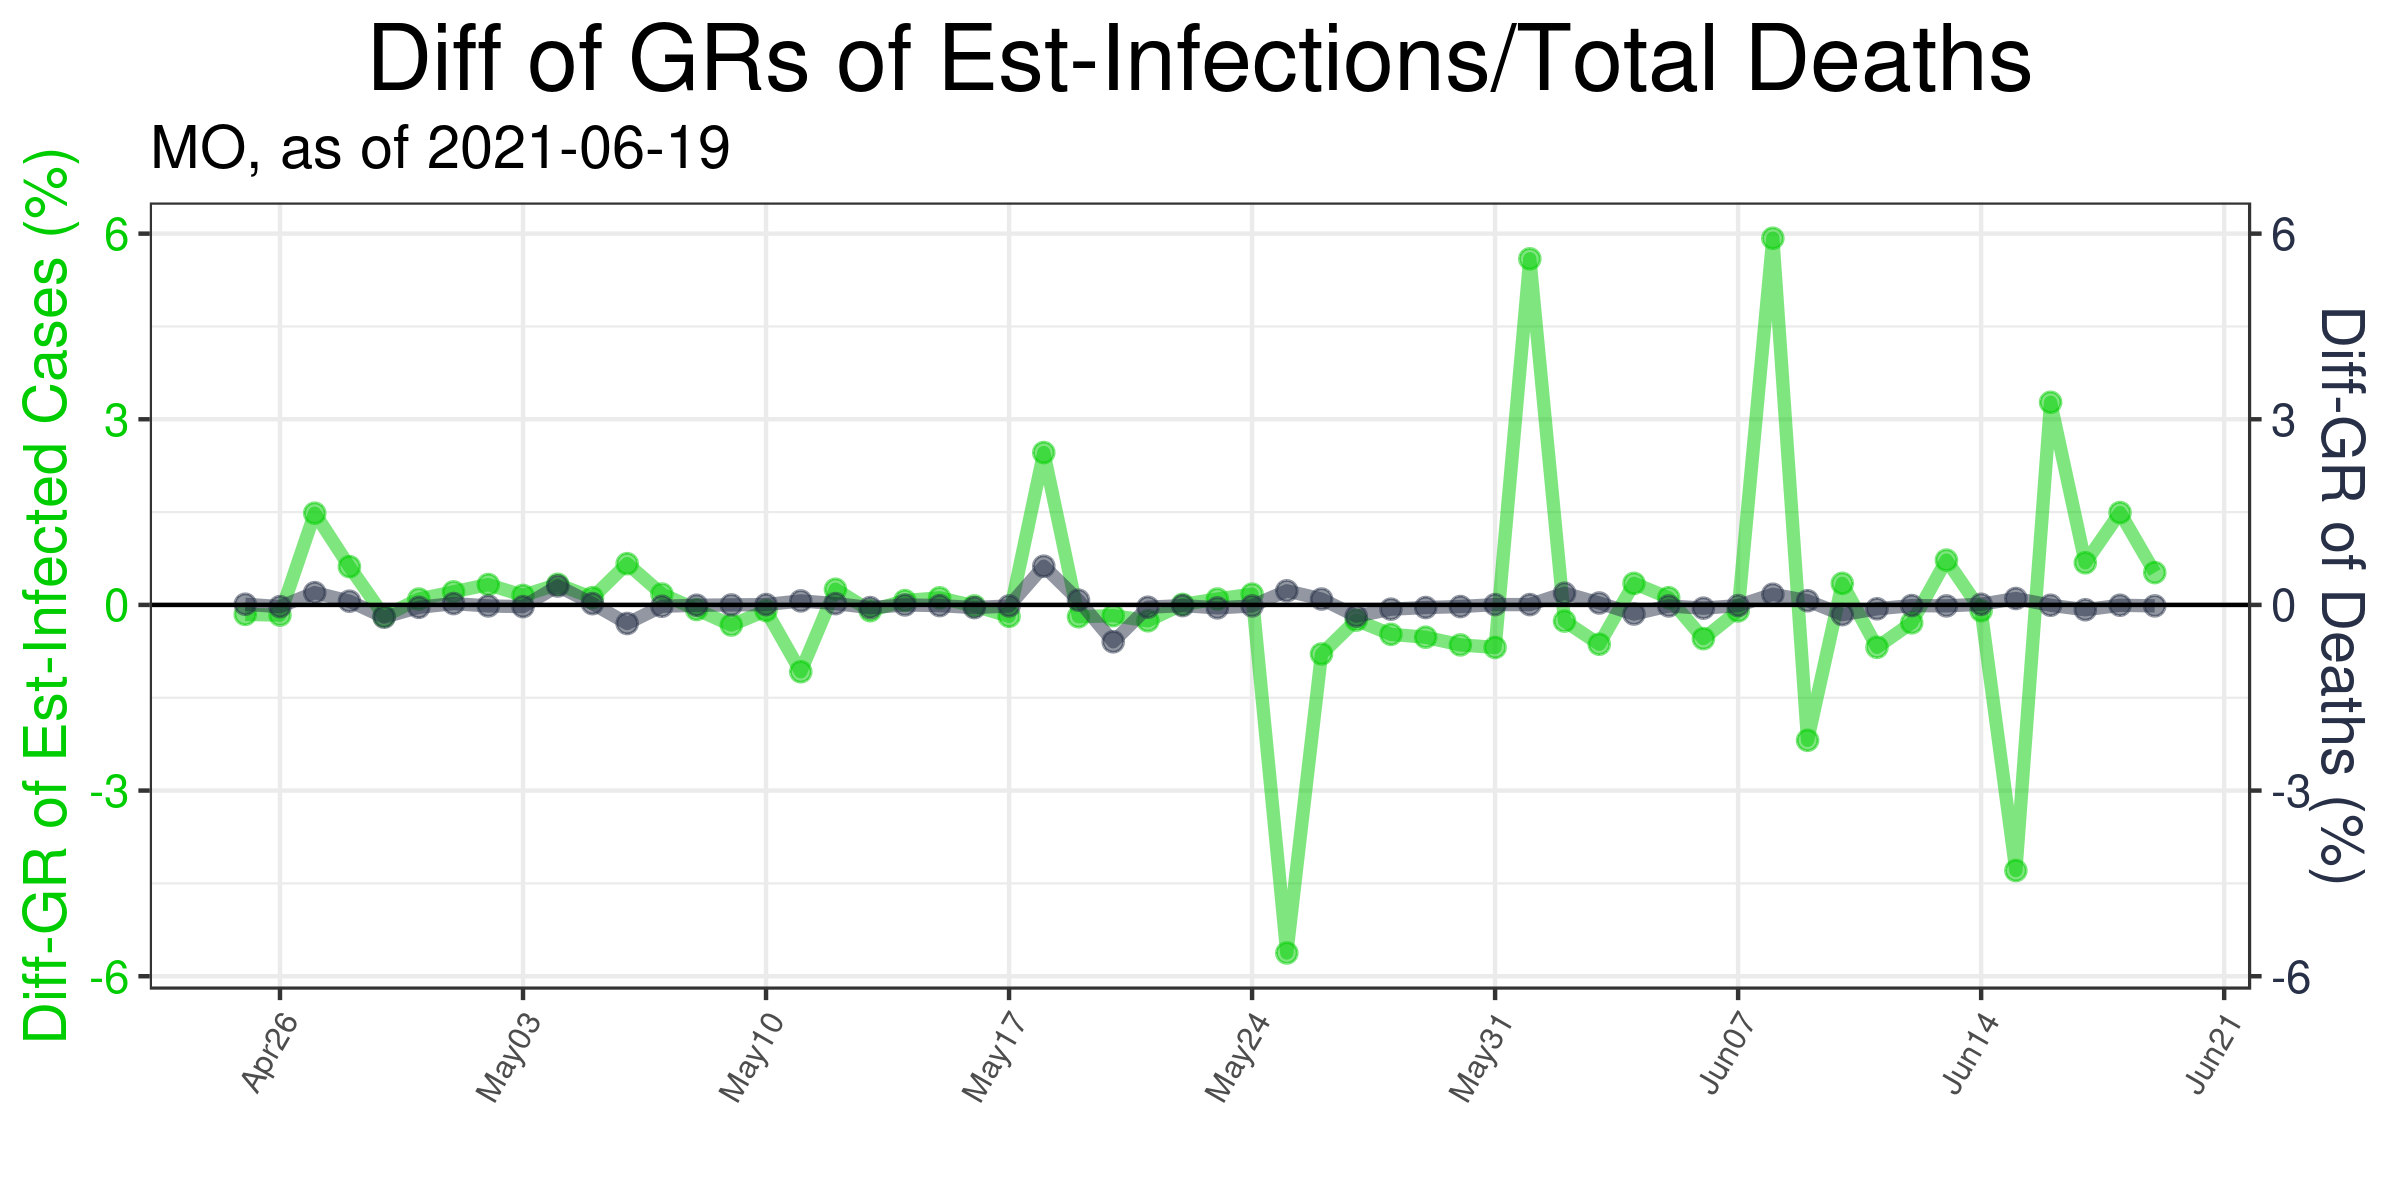 Diff of GRs of Est-Infections/Total Deaths
MO, as of 2021-06-19
Diff-GR of Est-Infected Cases (%)
6
3
0
-3
-6
6
3
0
-3
-6
Diff-GR of Deaths (%)
Apr26
May03
May10
May17
May24
May31
Jun07
Jun14
Jun21